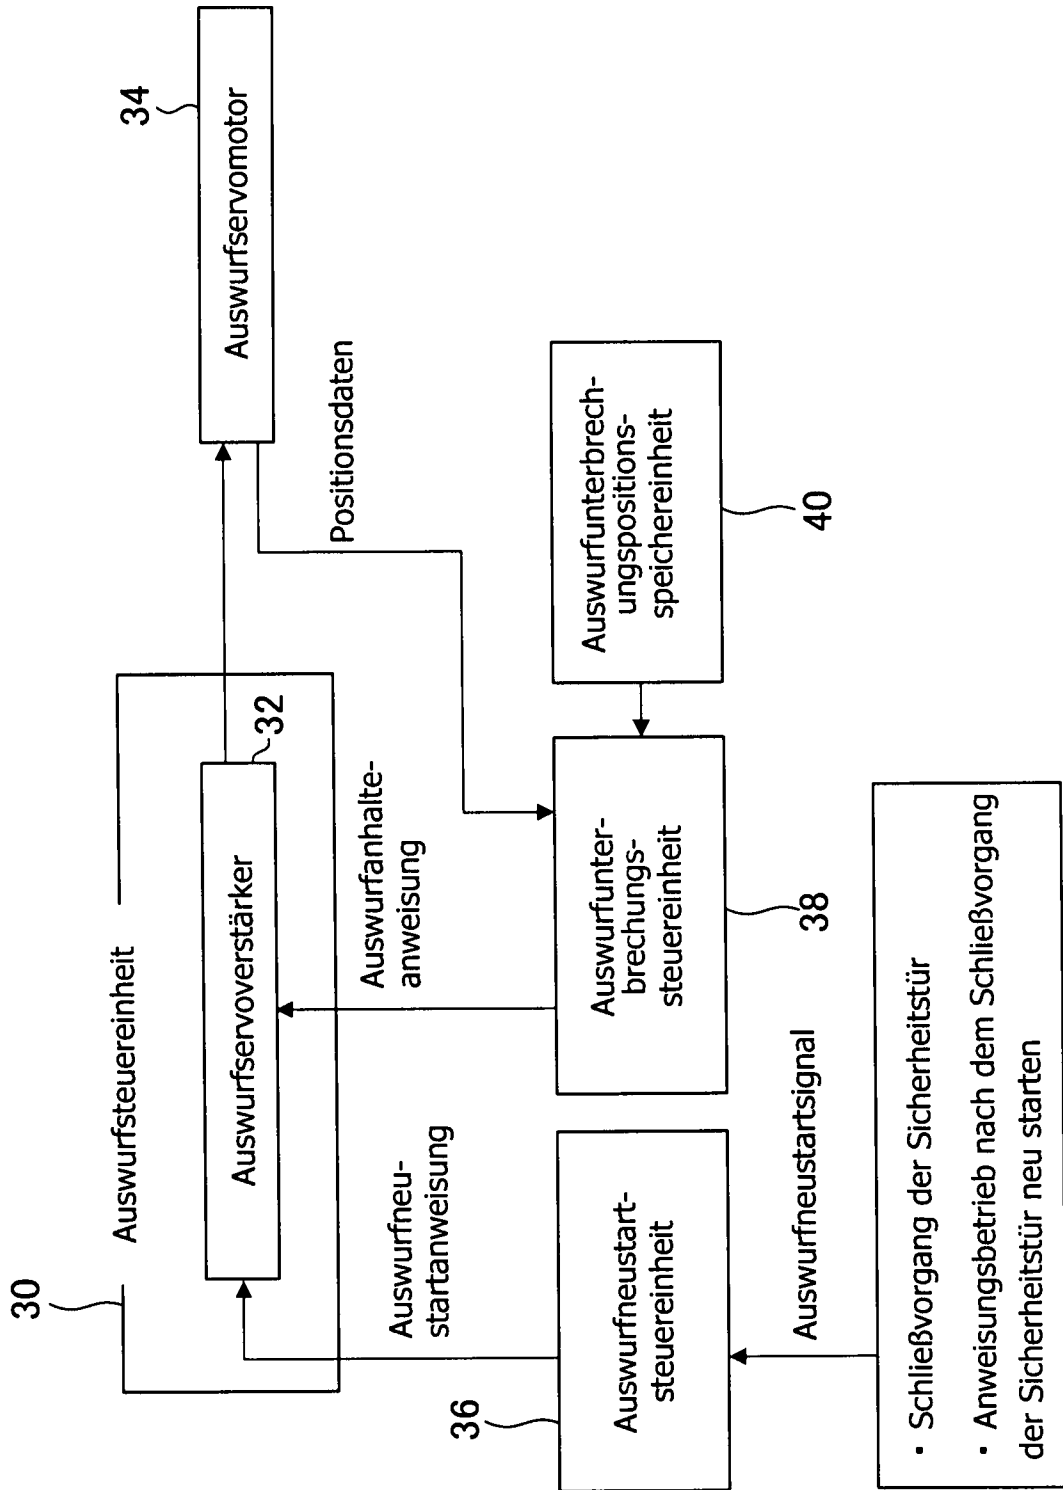 30
Auswurfsteuereinheit
Auswurfservoverstärker
32
34
Auswurfservomotor
Positionsdaten
Auswurfneu-
startanweisung
Auswurfanhalte-
anweisung
36
Auswurfneustart-
steuereinheit
Auswurfunter-
brechungs-
steuereinheit
38
Auswurfunterbrech-
ungspositions-
speichereinheit
40
Auswurfneustartsignal
· Schließvorgang der Sicherheitstür
· Anweisungsbetrieb nach dem Schließvorgang
der Sicherheitstür neu starten